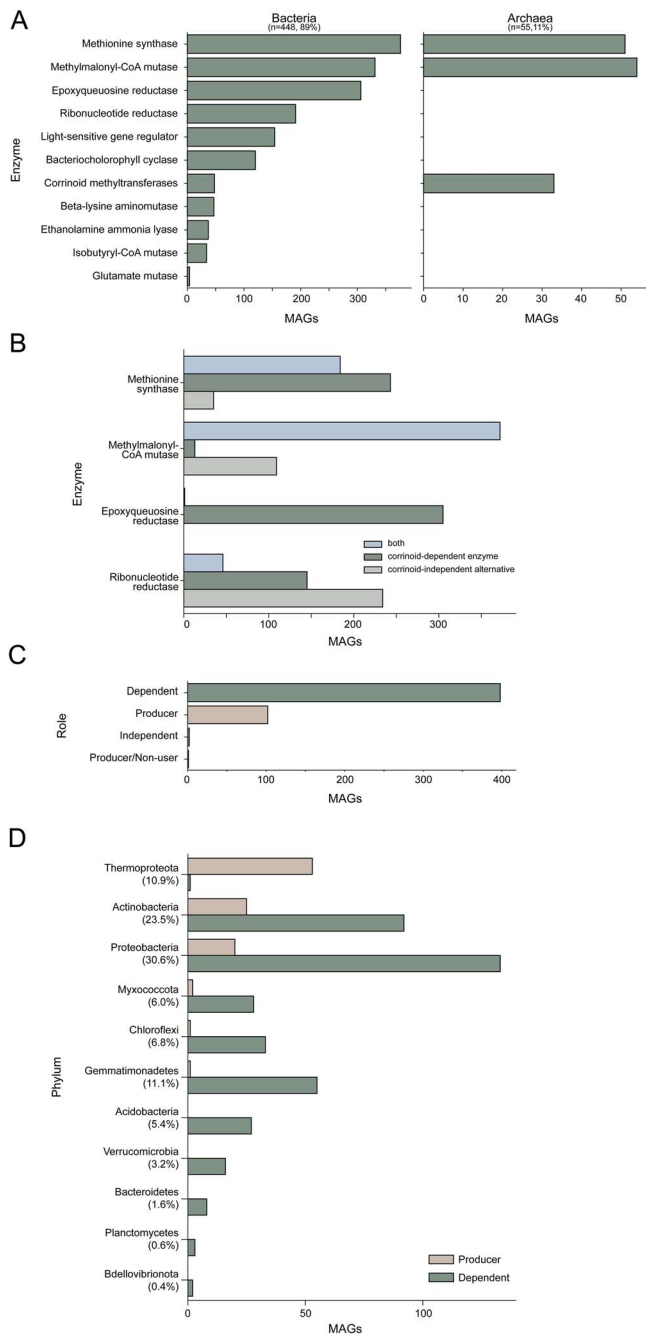 A
Bacteria
(n=448, 89%)
Archaea
(n=55,11%)
Enzyme
Methionine synthase
Methylmalonyl-CoA mutase
Epoxyqueuosine reductase
Ribonucleotide reductase
Light-sensitive gene regulator
Bacteriocholorophyll cyclase
Corrinoid methyltransferases
Beta-lysine aminomutase
Ethanolamine ammonia lyase
Isobutyryl-CoA mutase
Glutamate mutase
0 100 200 300
0 10 20 30 40 50
MAGs
MAGs
B
Enzyme
Methionine
synthase
Methylmalonyl-
CoA mutase
Epoxyqueuosine
reductase
Ribonucleotide
reductase
both
corrinoid-dependent enzyme
corrinoid-independent alternative
0 100 200 300
MAGs
C
Role
Dependent
Producer
Independent
Producer/Non-user
0 100 200 300 400
MAGs
D
Phylum
Thermoproteota
(10.9%)
Actinobacteria
(23.5%)
Proteobacteria
(30.6%)
Myxococcota
(6.0%)
Chloroflexi
(6.8%)
Gemmatimonadetes
(11.1%)
Acidobacteria
(5.4%)
Verrucomicrobia
(3.2%)
Bacteroidetes
(1.6%)
Planctomycetes
(0.6%)
Bdellovibrionota
(0.4%)
Producer
Dependent
0 50 100
MAGs